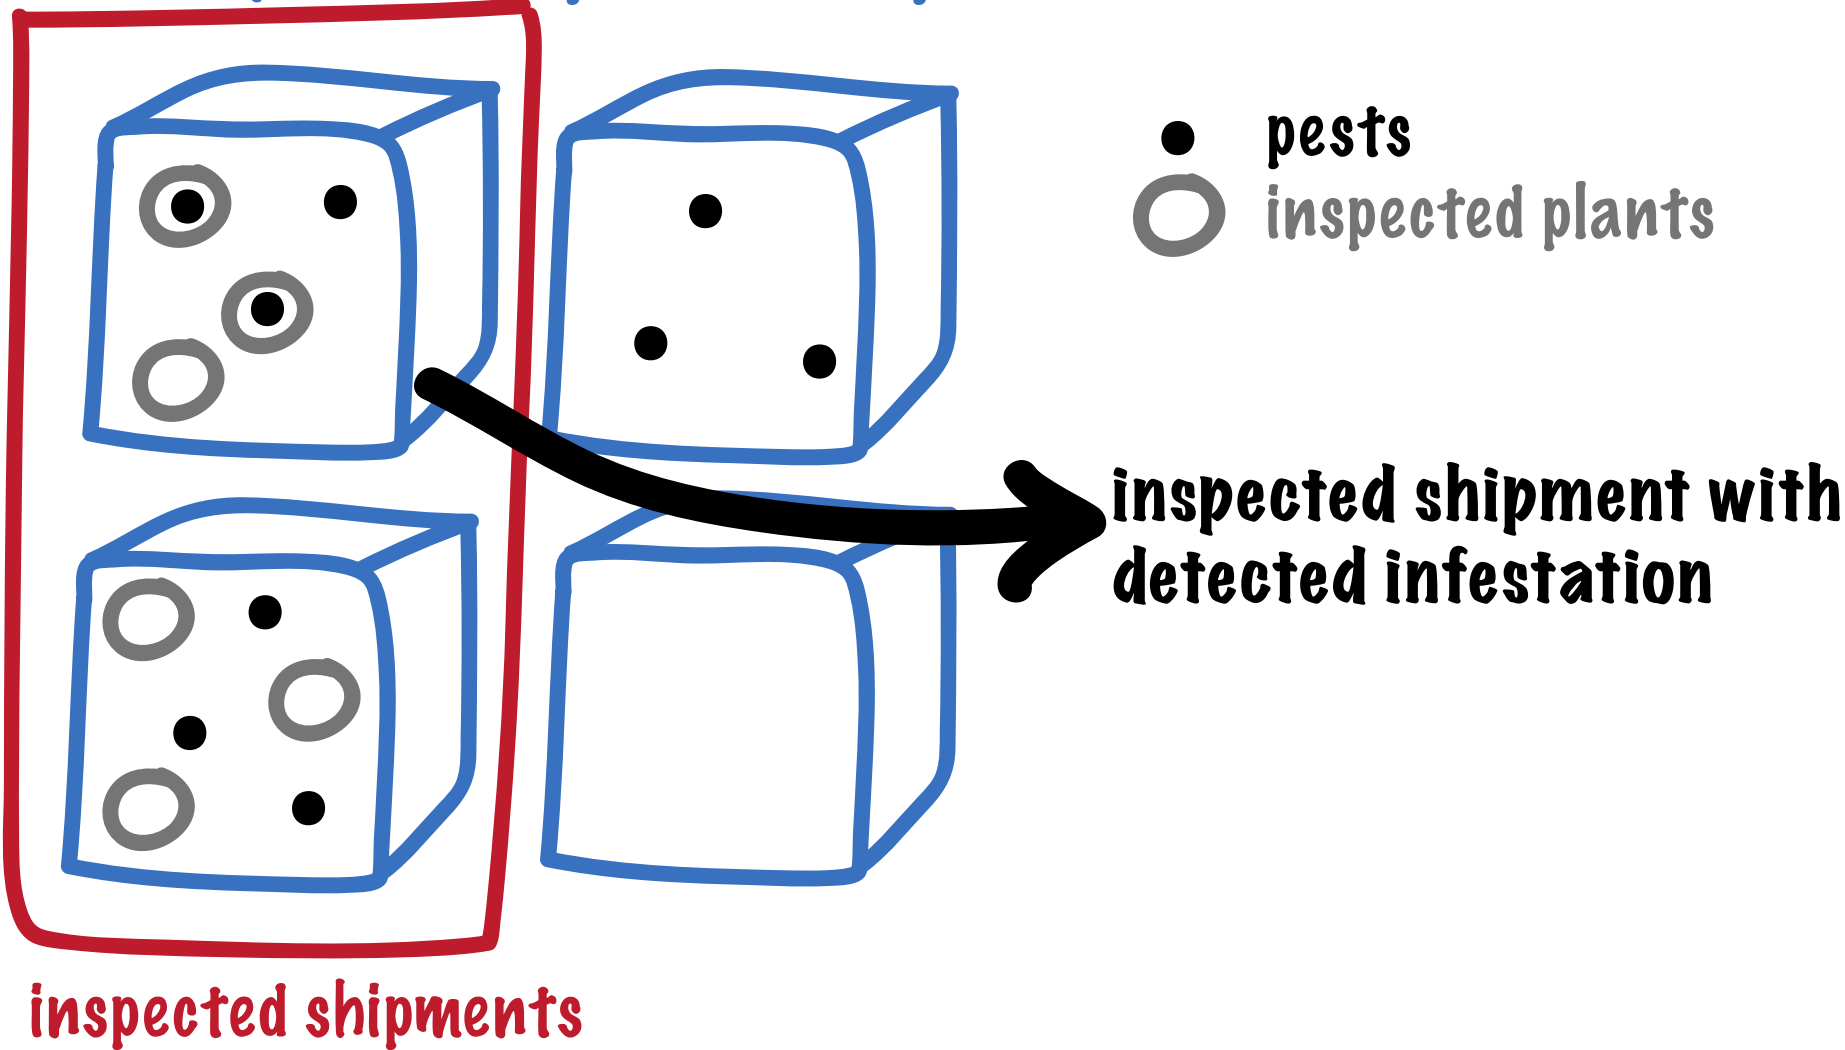 pests
inspected plants
inspected shipment with
detected infestation
inspected shipments